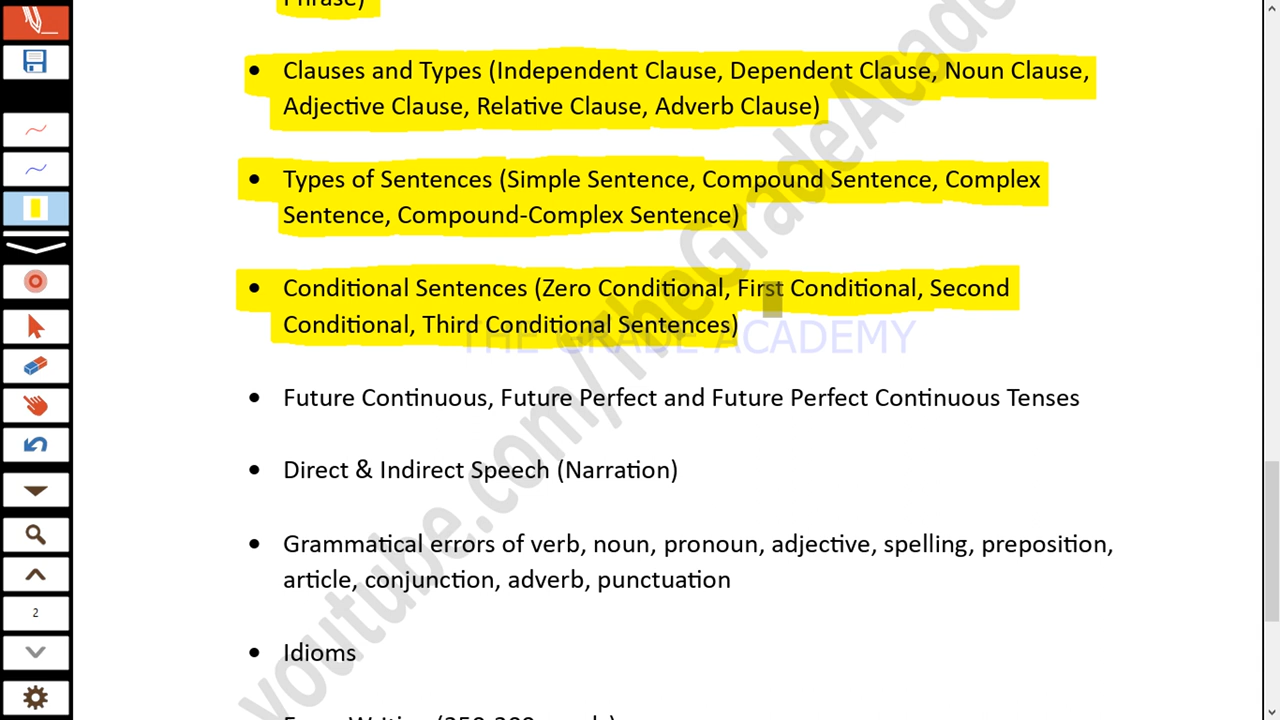 Phrase)
• Clauses and Types (Independent Clause, Dependent Clause, Noun Clause,
Adjective Clause, Relative Clause, Adverb Clause)
• Types of Sentences (Simple Sentence, Compound Sentence, Complex
Sentence, Compound-Complex Sentence)
• Conditional Sentences (Zero Conditional, First Conditional, Second
Conditional, Third Conditional Sentences)
THE GRADE ACADEMY
• Future Continuous, Future Perfect and Future Perfect Continuous Tenses
• Direct & Indirect Speech (Narration)
• Grammatical errors of verb, noun, pronoun, adjective, spelling, preposition,
article, conjunction, adverb, punctuation
• Idioms
youtube.com/TheGradeAcade
2